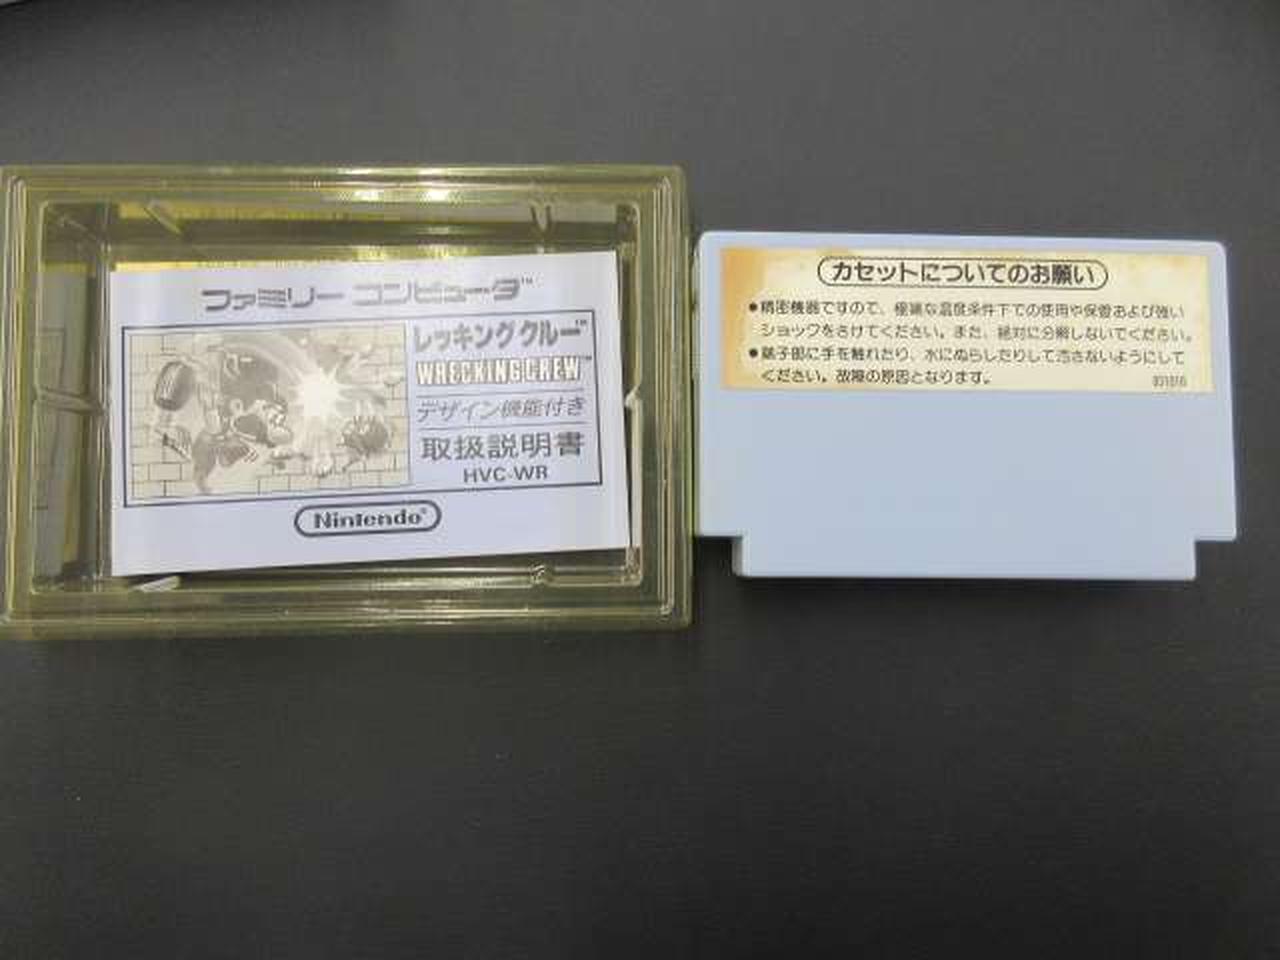 ファミリー コンピュータ™
レッキングクルー™
WRECKING CREW™
デザイン機能付き
取扱説明書
HVC-WR
Nintendo®
カセットについてのお願い
●精密機器ですので、極端な温度条件下での使用や保管および強い
ショックをさけてください。また、絶対に分解しないでください。
●端子部に手を触れたり、水にぬらしたりして汚さないようにして
ください。故障の原因となります。